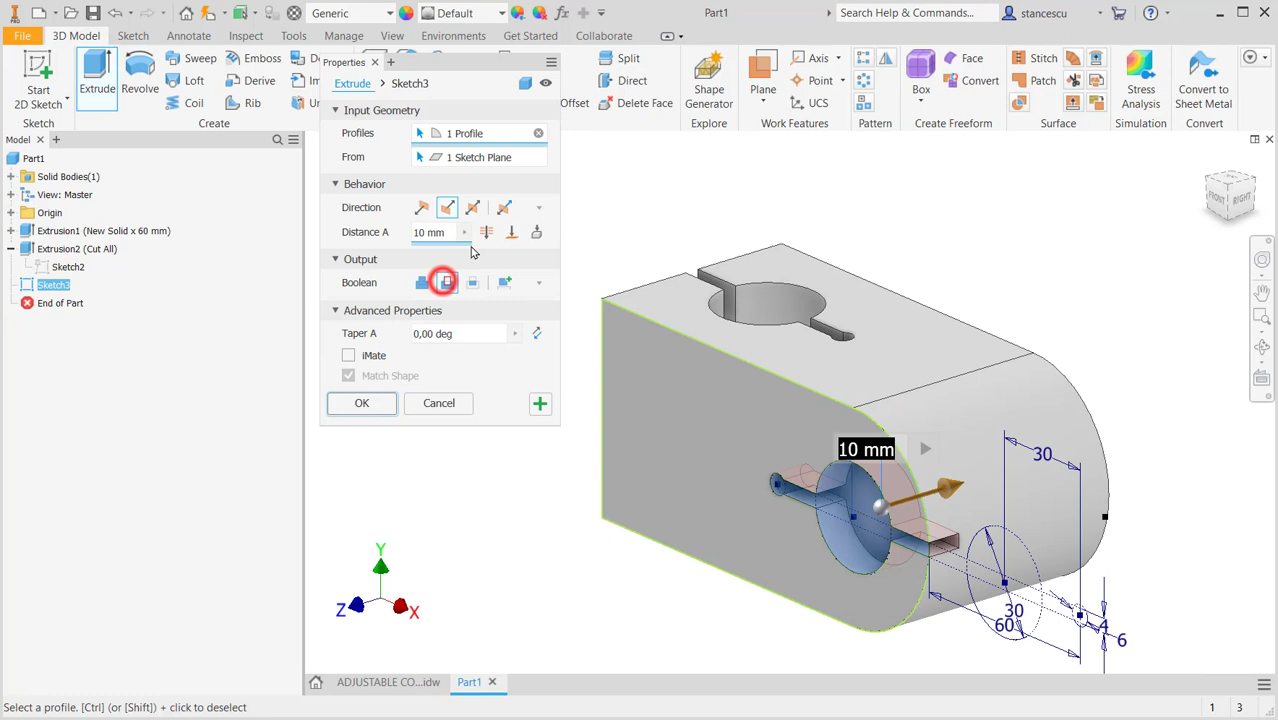 Generic
Default
Part1
Search Help & Commands...
stancescu
File
3D Model
Sketch
Annotate
Inspect
Tools
Manage
View
Environments
Get Started
Collaborate
Start
2D Sketch
Extrude
Revolve
Sweep
Loft
Coil
Emboss
Derive
Rib
Split
Direct
Delete Face
Shape
Generator
Plane
Axis
Point
UCS
Box
Face
Convert
Stitch
Patch
Stress
Analysis
Convert to
Sheet Metal
Sketch
Create
Explore
Work Features
Pattern
Create Freeform
Surface
Simulation
Convert
Model
Part1
Solid Bodies(1)
View: Master
Origin
Extrusion1 (New Solid x 60 mm)
Extrusion2 (Cut All)
Sketch2
Sketch3
End of Part
Properties
Extrude > Sketch3
Input Geometry
Profiles
1 Profile
From
1 Sketch Plane
Behavior
Direction
Distance A
10 mm
Output
Boolean
Advanced Properties
Taper A
0,00 deg
iMate
Match Shape
OK
Cancel
FRONT
RIGHT
10 mm
30
30
60
4
6
Y
Z
X
ADJUSTABLE CO...idw
Part1
Select a profile. [Ctrl] (or [Shift]) + click to deselect
1
3